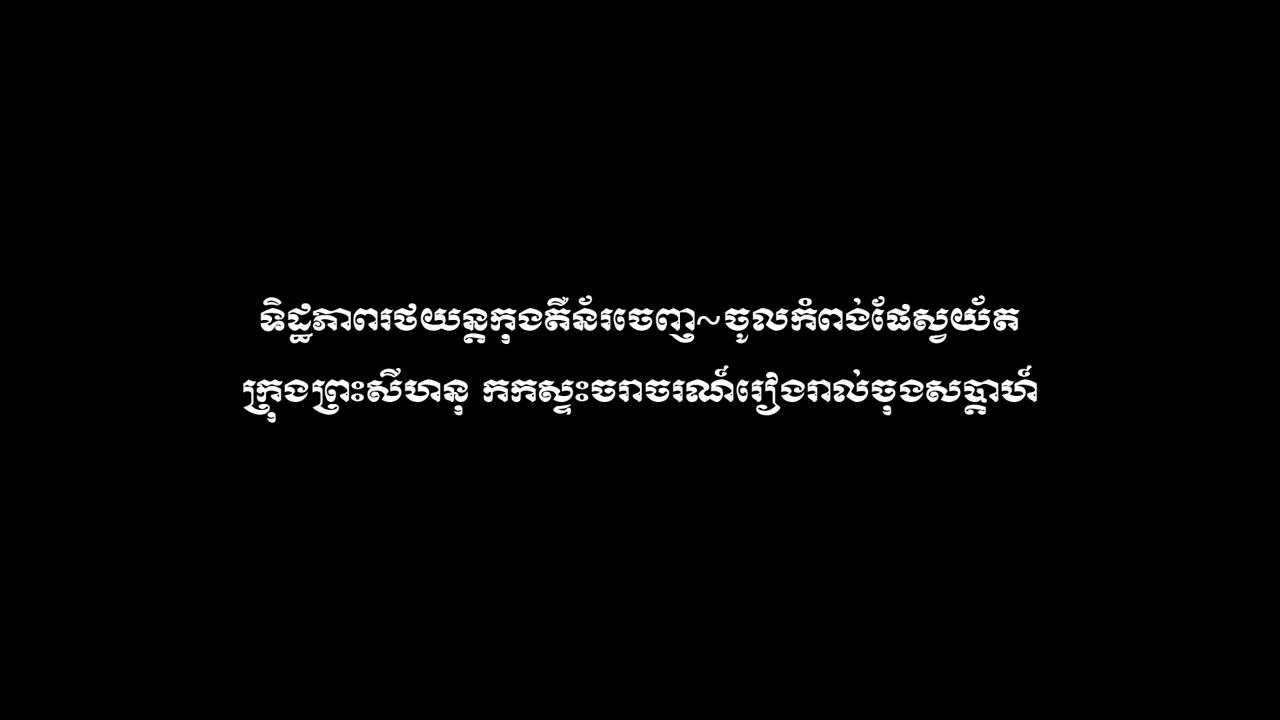 ទិដ្ឋភាពរថយន្តកុងតឺន័រចេញ~ចូលកំពង់ផែស្វយ័ត
ក្រុងព្រះសីហនុ កកស្ទះចរាចរណ៍រៀងរាល់ចុងសប្តាហ៍